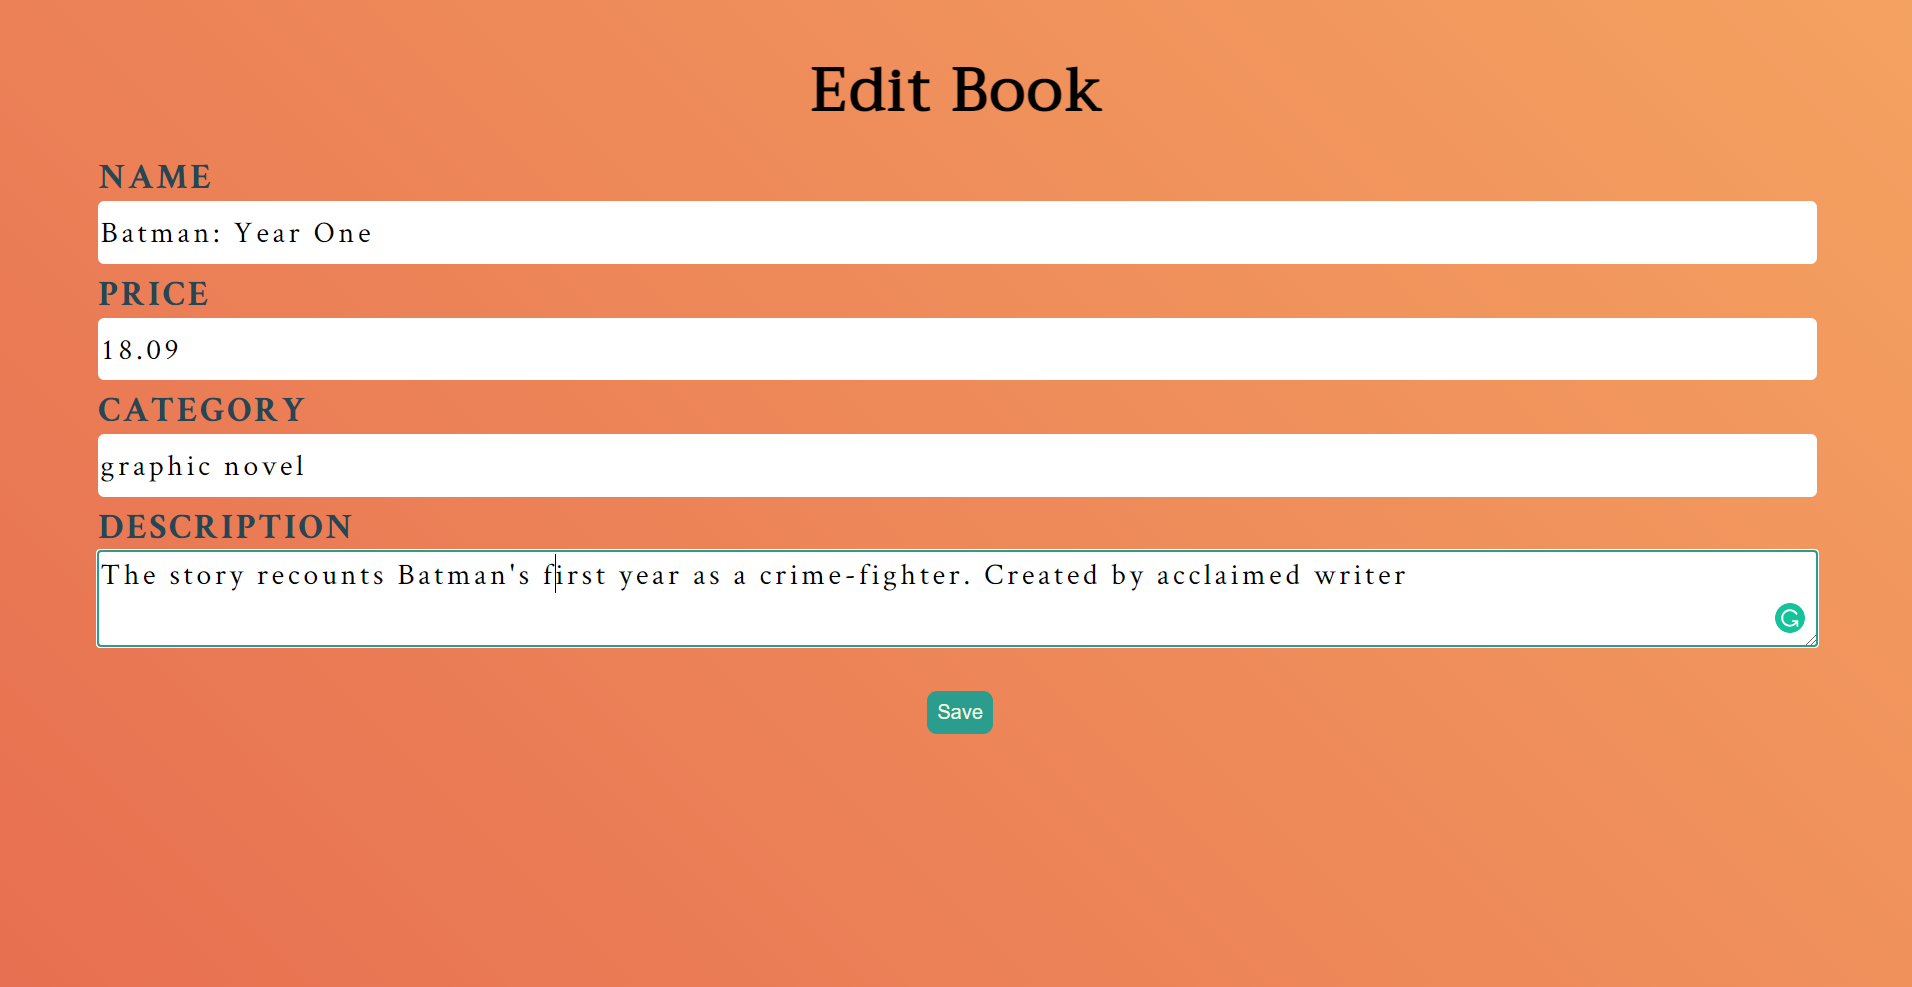 Edit Book
NAME
Batman: Year One
PRICE
18.09
CATEGORY
graphic novel
DESCRIPTION
The story recounts Batman's first year as a crime-fighter. Created by acclaimed writer
Save